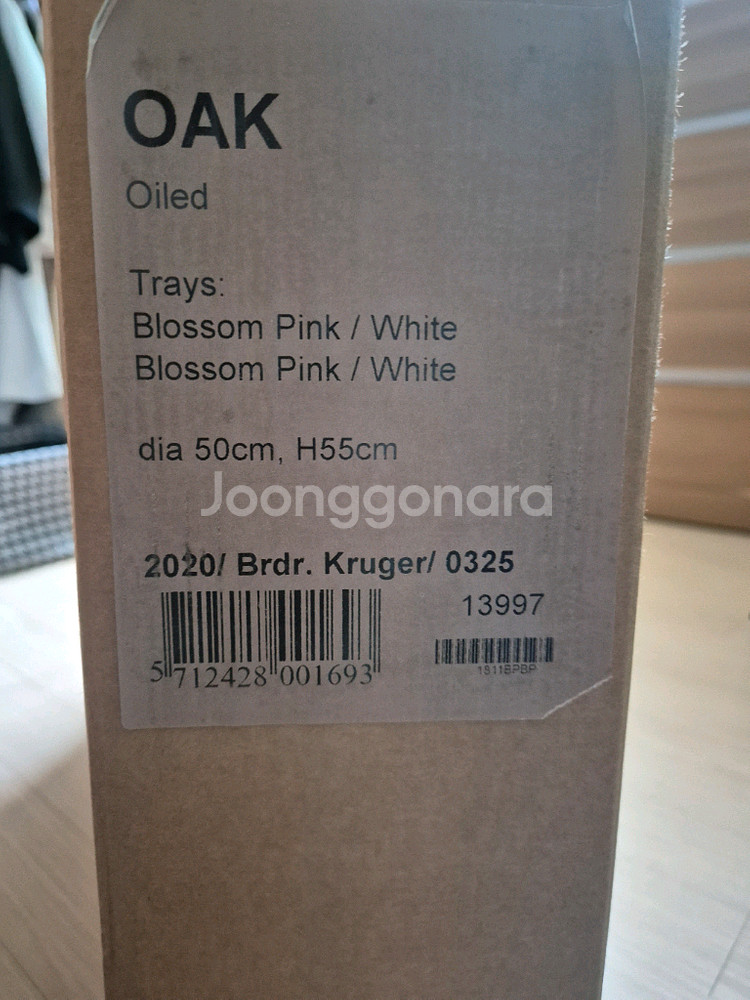 OAK
Oiled
Trays:
Blossom Pink / White
Blossom Pink / White
dia 50cm, H55cm
Joonggonara
2020/ Brdr. Kruger/ 0325
13997
5 712428 001693